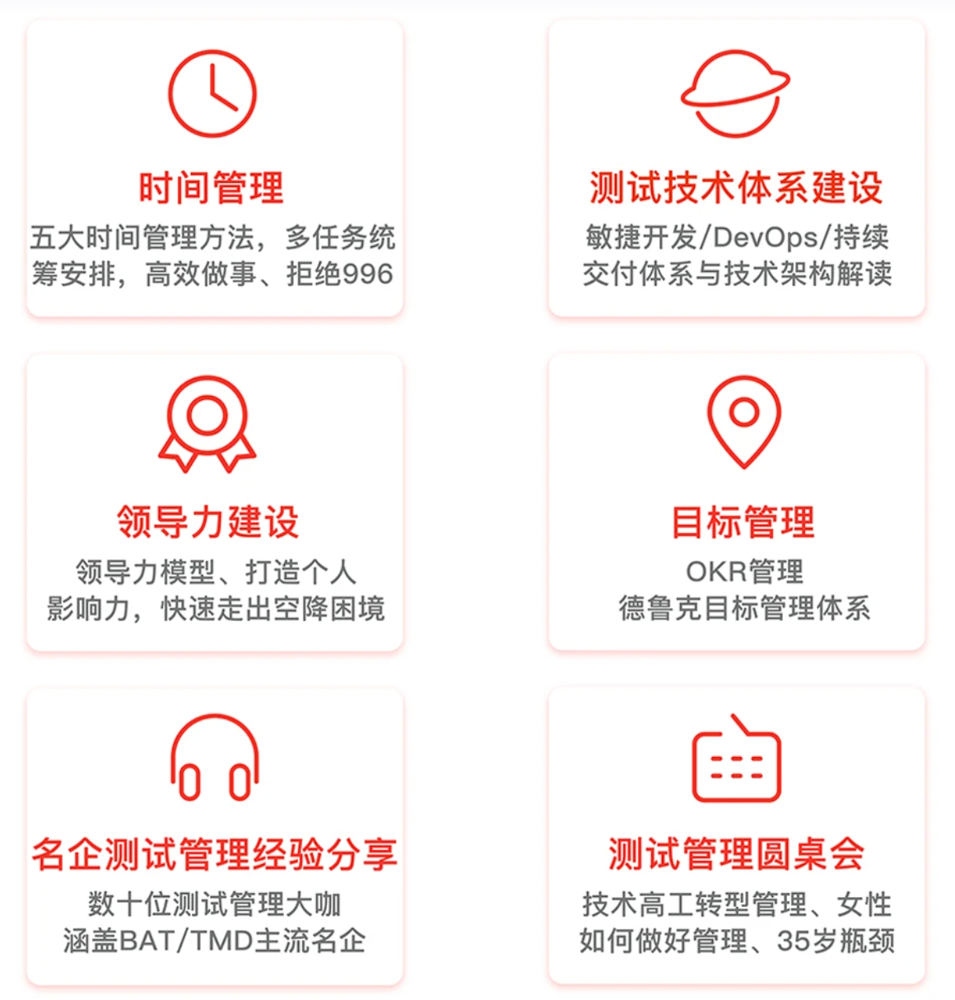 时间管理
五大时间管理方法，多任务统
筹安排，高效做事、拒绝996
测试技术体系建设
敏捷开发/DevOps/持续
交付体系与技术架构解读
领导力建设
领导力模型、打造个人
影响力，快速走出空降困境
目标管理
OKR管理
德鲁克目标管理体系
名企测试管理经验分享
数十位测试管理大咖
涵盖BAT/TMD主流名企
测试管理圆桌会
技术高工转型管理、女性
如何做好管理、35岁瓶颈